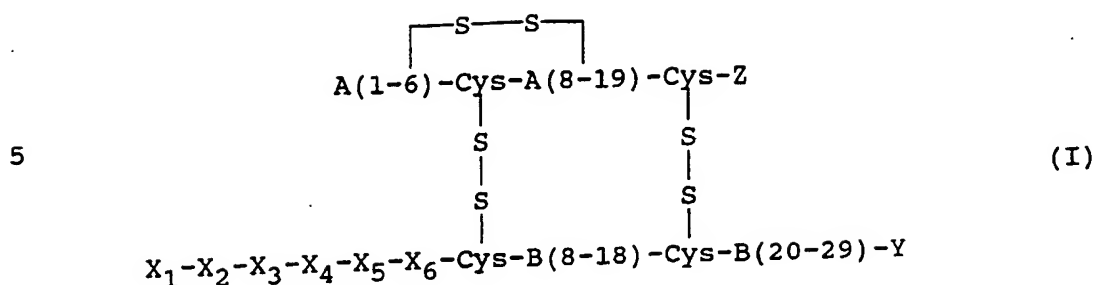 S——S
A(1-6)-Cys-A(8-19)-Cys-Z
S S
5 (I)
S S
X1-X2-X3-X4-X5-X6-Cys-B(8-18)-Cys-B(20-29)-Y